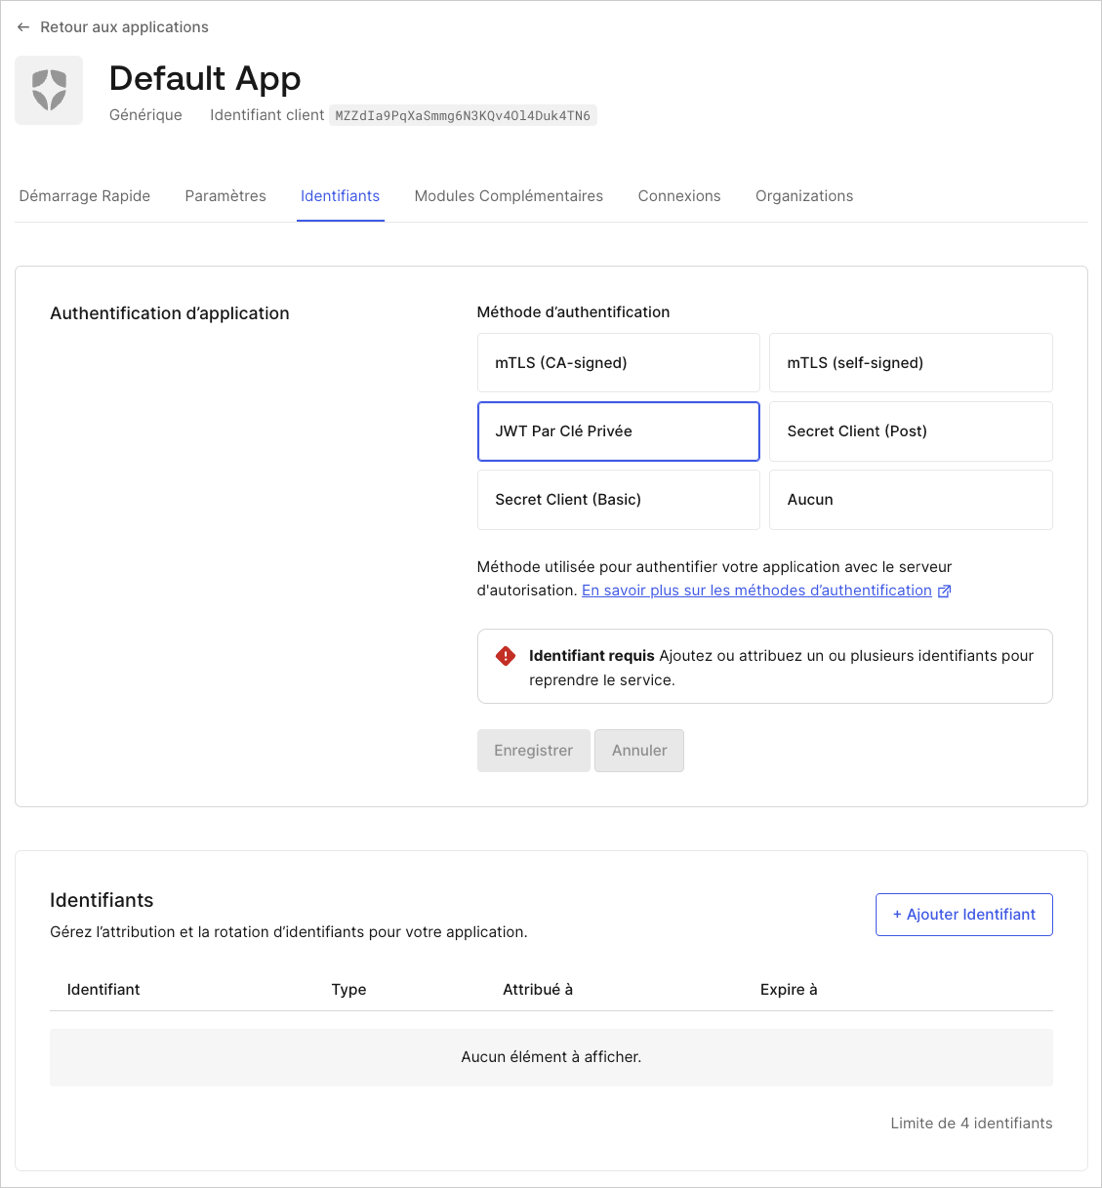 ← Retour aux applications
Default App
Générique Identifiant client MZZdIa9PqXaSmmg6N3KQv4Ol4Duk4TN6
Démarrage Rapide Paramètres Identifiants Modules Complémentaires Connexions Organizations
Authentification d’application
Méthode d’authentification
mTLS (CA-signed) mTLS (self-signed)
JWT Par Clé Privée Secret Client (Post)
Secret Client (Basic) Aucun
Méthode utilisée pour authentifier votre application avec le serveur
d'autorisation. En savoir plus sur les méthodes d’authentification
Identifiant requis Ajoutez ou attribuez un ou plusieurs identifiants pour
reprendre le service.
Enregistrer Annuler
Identifiants
+ Ajouter Identifiant
Gérez l’attribution et la rotation d’identifiants pour votre application.
Identifiant Type Attribué à Expire à
Aucun élément à afficher.
Limite de 4 identifiants